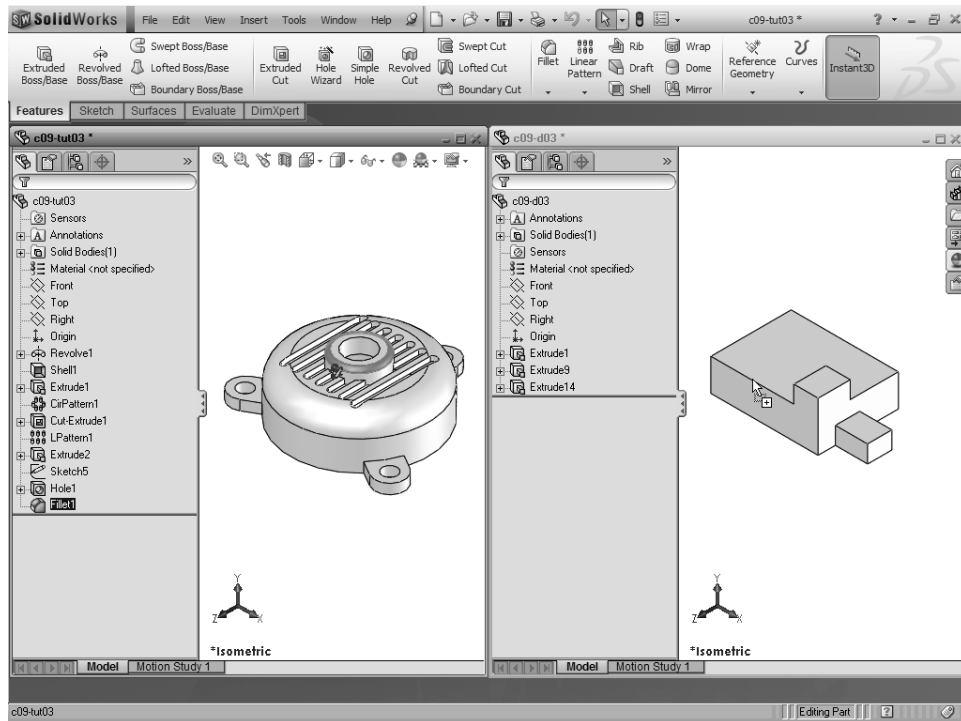 SolidWorks File Edit View Insert Tools Window Help c09-tut03 * ?
Extruded Boss/Base
Revolved Boss/Base
Swept Boss/Base
Lofted Boss/Base
Boundary Boss/Base
Extruded Cut
Hole Wizard
Simple Hole
Revolved Cut
Swept Cut
Lofted Cut
Boundary Cut
Fillet
Linear Pattern
Rib
Draft
Shell
Wrap
Dome
Mirror
Reference Geometry
Curves
Instant3D
Features Sketch Surfaces Evaluate DimXpert
c09-tut03 *
c09-tut03
Sensors
Annotations
Solid Bodies(1)
Material <not specified>
Front
Top
Right
Origin
Revolve1
Shell1
Extrude1
CirPattern1
Cut-Extrude1
LPattern1
Extrude2
Sketch5
Hole1
Fillet1
Y
Z
X
*Isometric
Model Motion Study 1
c09-d03 *
c09-d03
Annotations
Solid Bodies(1)
Sensors
Material <not specified>
Front
Top
Right
Origin
Extrude1
Extrude9
Extrude14
Y
Z
X
*Isometric
Model Motion Study 1
c09-tut03 Editing Part ?